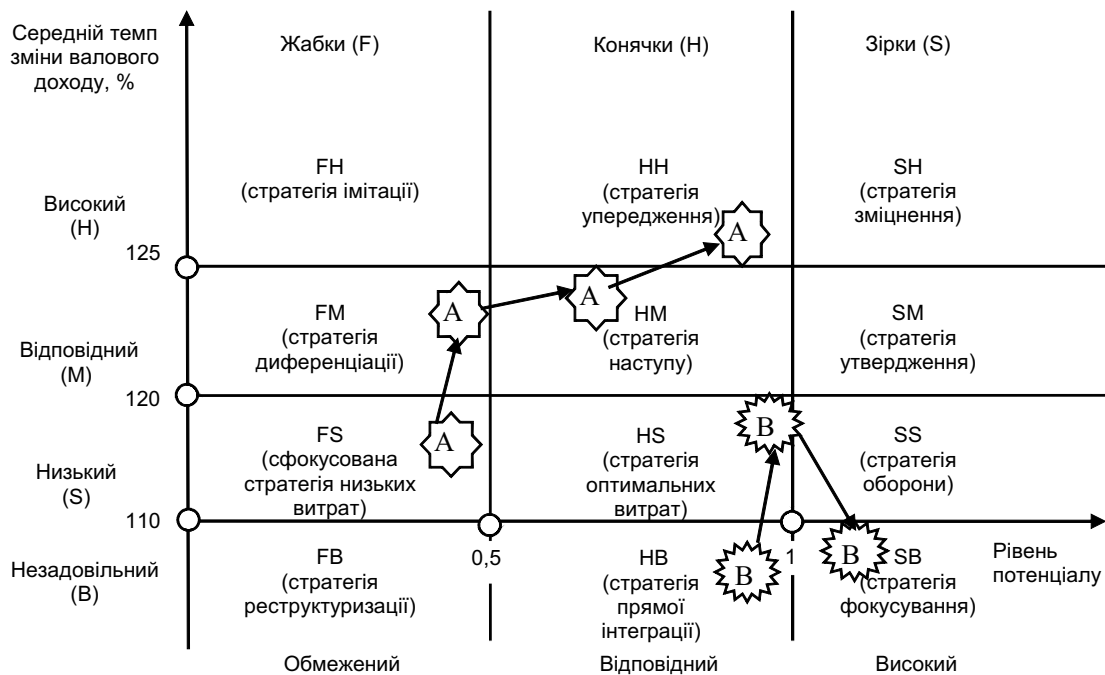 Середній темп
зміни валового
доходу, %
Жабки (F)
Конячки (H)
Зірки (S)
Високий
(H)
FH
(стратегія імітації)
HH
(стратегія
упередження)
SH
(стратегія
зміцнення)
A
125
A
A
Відповідний
(M)
FM
(стратегія
диференціації)
HM
(стратегія
наступу)
SM
(стратегія
утвердження)
120
B
A
Низький
(S)
FS
(сфокусована
стратегія низьких
витрат)
HS
(стратегія
оптимальних
витрат)
SS
(стратегія
оборони)
110
0,5
1
B
B
Рівень
потенціалу
Незадовільний
(B)
FB
(стратегія
реструктуризації)
HB
(стратегія
прямої
інтеграції)
SB
(стратегія
фокусування)
Обмежений
Відповідний
Високий